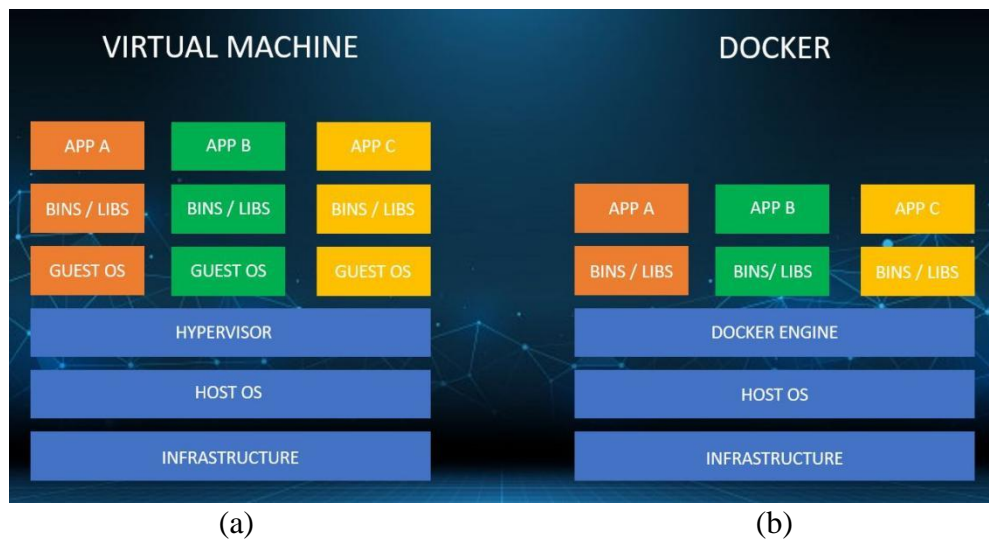 VIRTUAL MACHINE
DOCKER
APP A
APP B
APP C
BINS / LIBS
BINS / LIBS
BINS / LIBS
GUEST OS
GUEST OS
GUEST OS
HYPERVISOR
HOST OS
INFRASTRUCTURE
APP A
APP B
APP C
BINS / LIBS
BINS/ LIBS
BINS / LIBS
DOCKER ENGINE
HOST OS
INFRASTRUCTURE
(a)
(b)